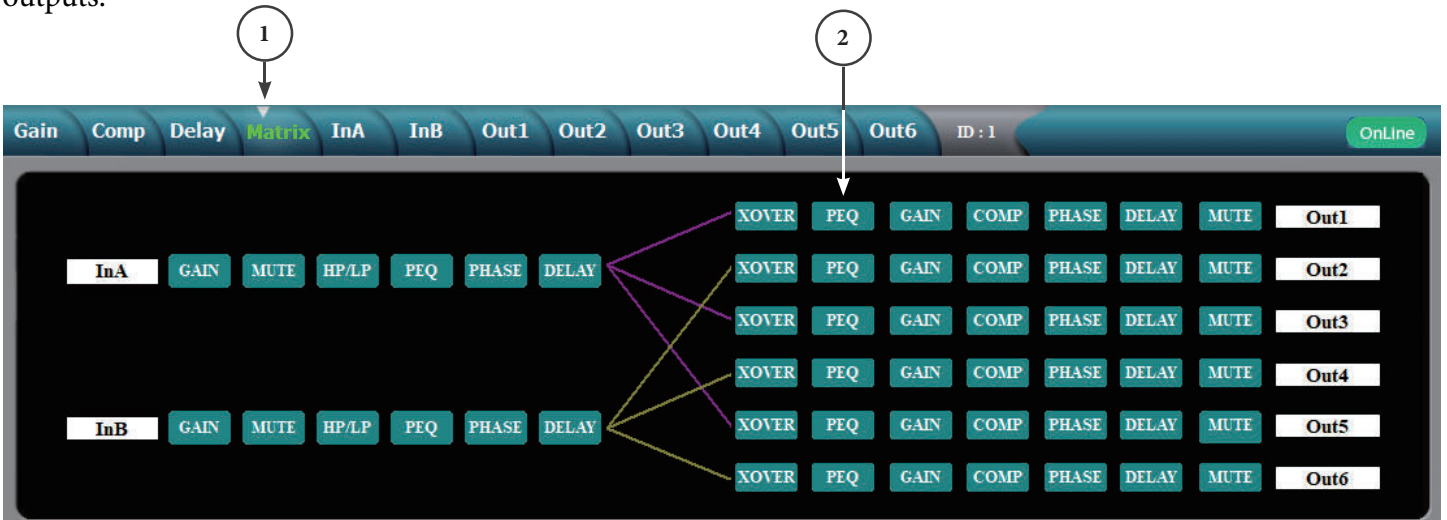 outputs.
1 2
Gain Comp Delay Matrix InA InB Out1 Out2 Out3 Out4 Out5 Out6 ID : 1 OnLine
XOVER PEQ GAIN COMP PHASE DELAY MUTE Out1
InA GAIN MUTE HP/LP PEQ PHASE DELAY XOVER PEQ GAIN COMP PHASE DELAY MUTE Out2
XOVER PEQ GAIN COMP PHASE DELAY MUTE Out3
XOVER PEQ GAIN COMP PHASE DELAY MUTE Out4
InB GAIN MUTE HP/LP PEQ PHASE DELAY XOVER PEQ GAIN COMP PHASE DELAY MUTE Out5
XOVER PEQ GAIN COMP PHASE DELAY MUTE Out6